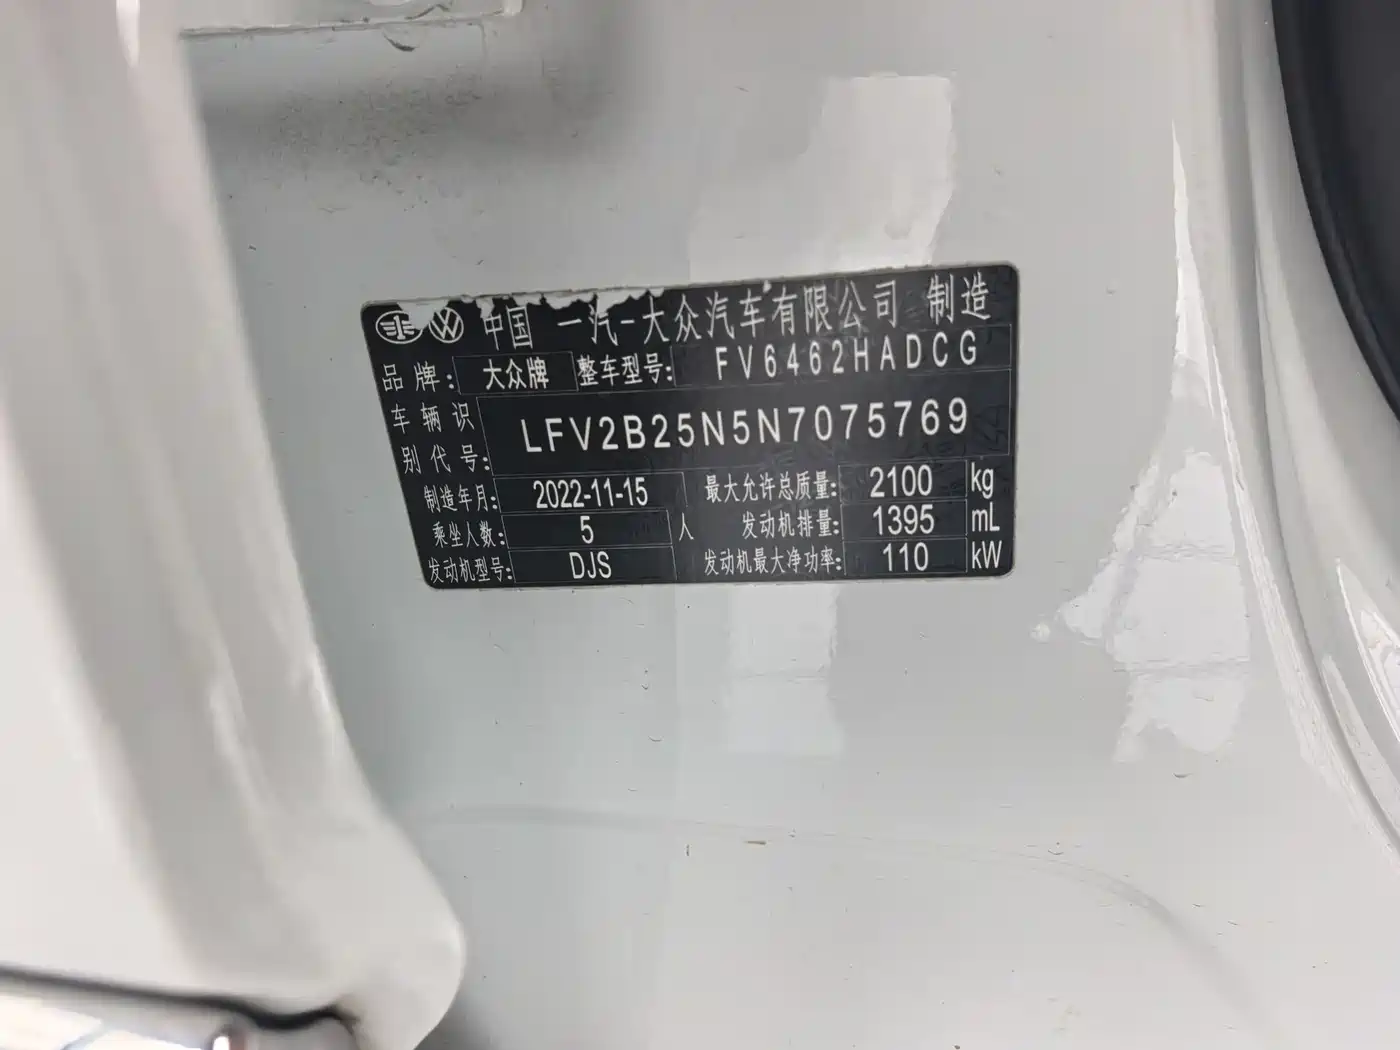 中国 一汽-大众汽车有限公司 制造
品牌: 大众牌 整车型号: FV6462HADCG
车辆识别代号: LFV2B25N5N7075769
制造年月: 2022-11-15 最大允许总质量: 2100 kg
乘坐人数: 5 人 发动机排量: 1395 mL
发动机型号: DJS 发动机最大净功率: 110 kW